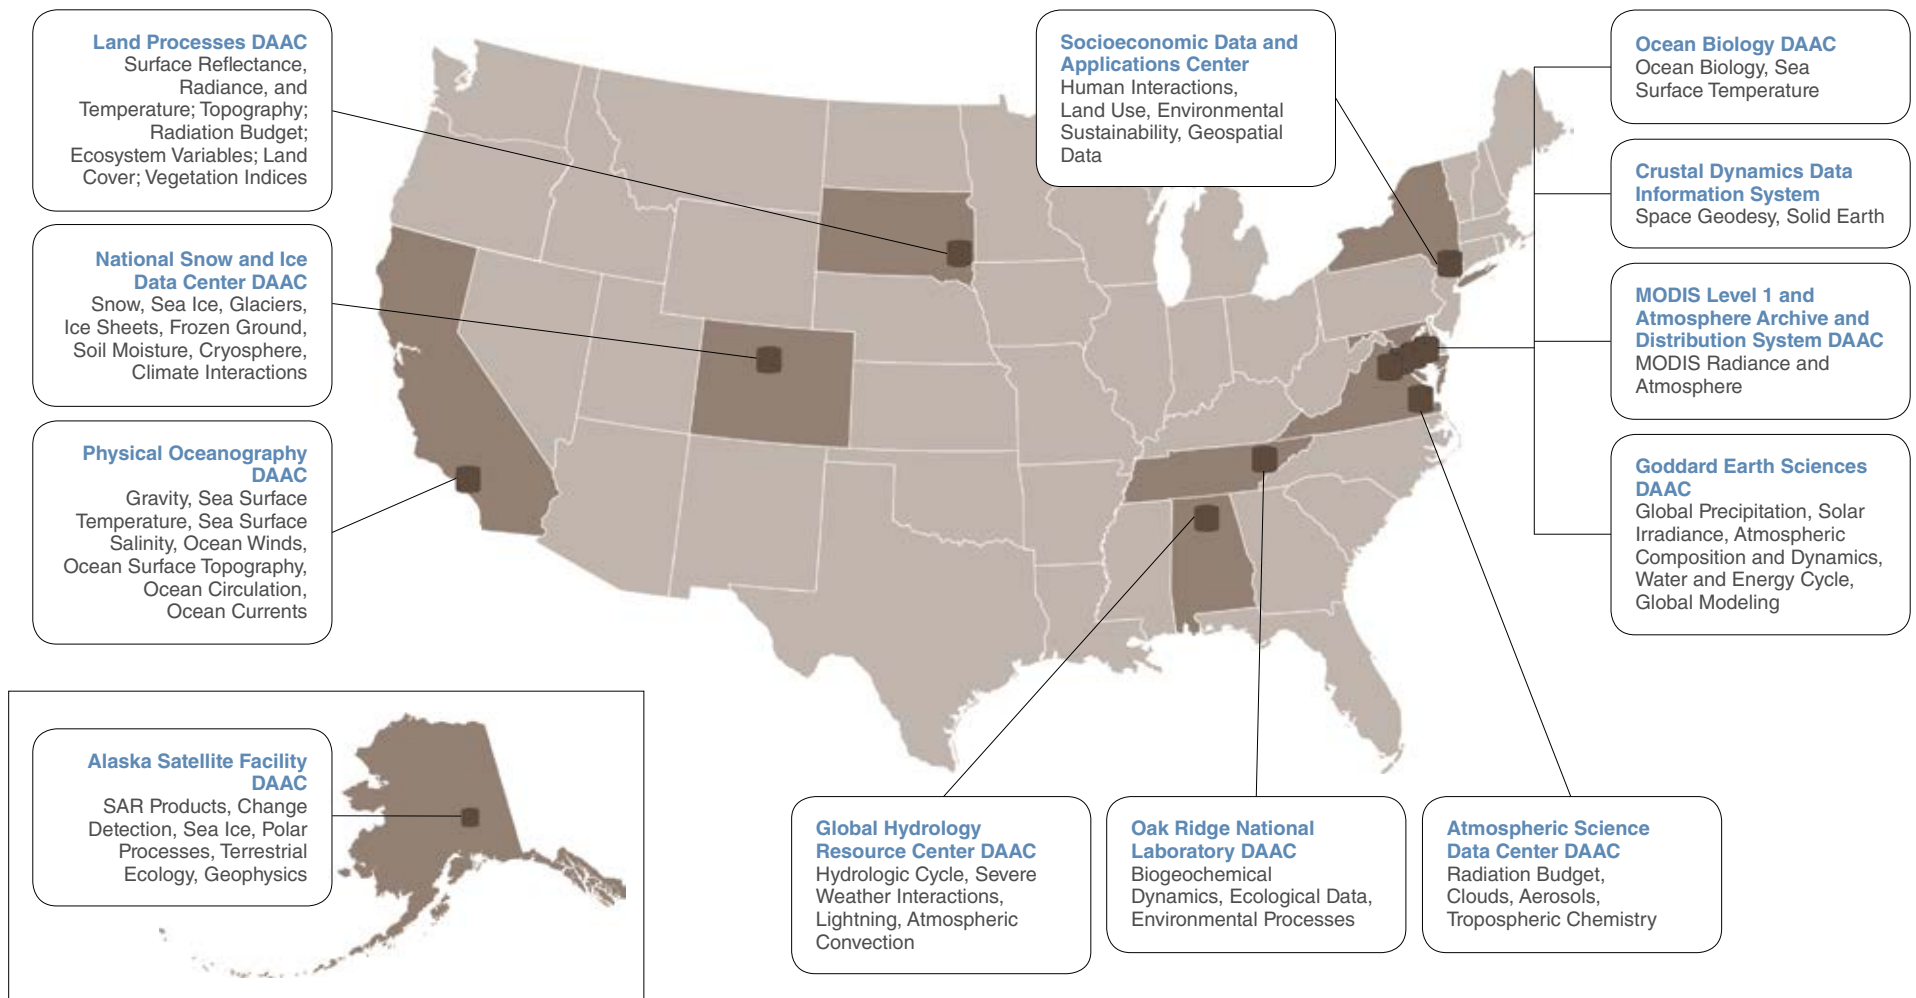 Land Processes DAAC
Surface Reflectance,
Radiance, and
Temperature; Topography;
Radiation Budget;
Ecosystem Variables; Land
Cover; Vegetation Indices
National Snow and Ice
Data Center DAAC
Snow, Sea Ice, Glaciers,
Ice Sheets, Frozen Ground,
Soil Moisture, Cryosphere,
Climate Interactions
Physical Oceanography
DAAC
Gravity, Sea Surface
Temperature, Sea Surface
Salinity, Ocean Winds,
Ocean Surface Topography,
Ocean Circulation,
Ocean Currents
Alaska Satellite Facility
DAAC
SAR Products, Change
Detection, Sea Ice, Polar
Processes, Terrestrial
Ecology, Geophysics
Socioeconomic Data and
Applications Center
Human Interactions,
Land Use, Environmental
Sustainability, Geospatial
Data
Ocean Biology DAAC
Ocean Biology, Sea
Surface Temperature
Crustal Dynamics Data
Information System
Space Geodesy, Solid Earth
MODIS Level 1 and
Atmosphere Archive and
Distribution System DAAC
MODIS Radiance and
Atmosphere
Goddard Earth Sciences
DAAC
Global Precipitation, Solar
Irradiance, Atmospheric
Composition and Dynamics,
Water and Energy Cycle,
Global Modeling
Global Hydrology
Resource Center DAAC
Hydrologic Cycle, Severe
Weather Interactions,
Lightning, Atmospheric
Convection
Oak Ridge National
Laboratory DAAC
Biogeochemical
Dynamics, Ecological Data,
Environmental Processes
Atmospheric Science
Data Center DAAC
Radiation Budget,
Clouds, Aerosols,
Tropospheric Chemistry